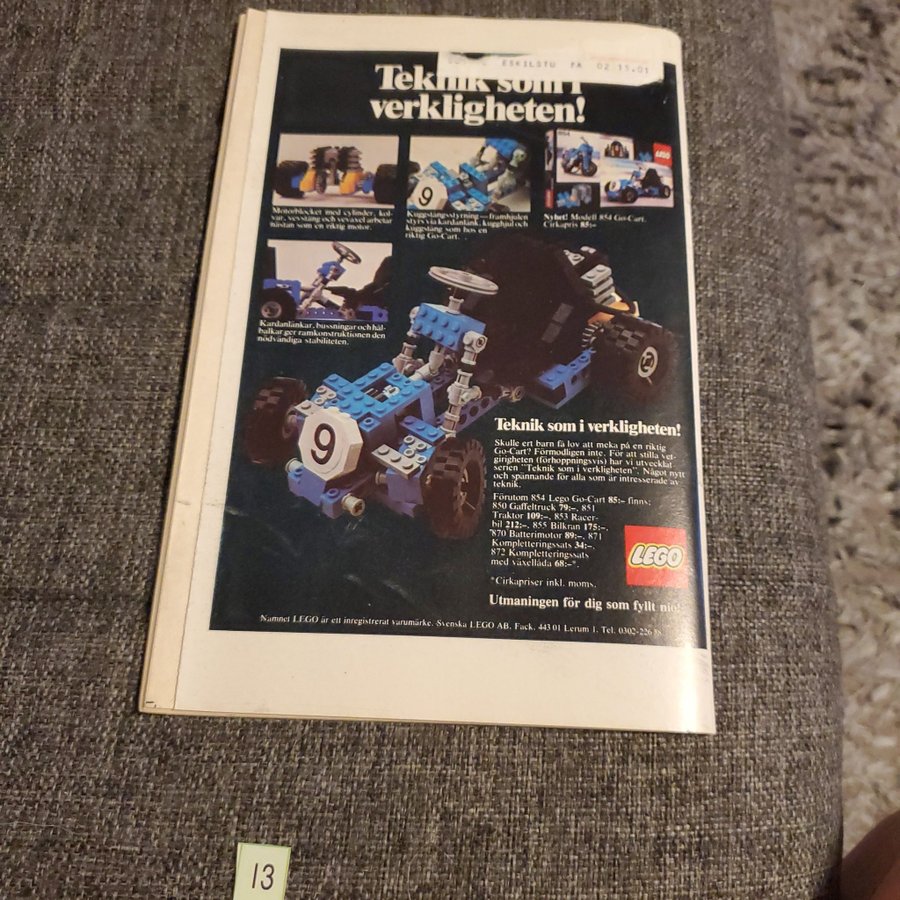 ESKILSTU PA 02 11.01
Teknik som i
verkligheten!
9
854
LEGO
Motorblocket med cylinder, kol-
var, vevstång och vevaxel arbetar
nästan som en riktig motor.
Kuggstångsstyrning – framhjulen
styrs via kardanlänk, kugghjul och
kuggstång som hos en
riktig Go-Cart.
Nyhet! Modell 854 Go-Cart.
Cirkapris 85:-
Kardanlänkar, bussningar och hål-
balkar ger ramkonstruktionen den
nödvändiga stabiliteten.
9
Teknik som i verkligheten!
Skulle ert barn få lov att meka på en riktig
Go-Cart? Förmodligen inte. För att stilla vet-
girigheten (förhoppningsvis) har vi utvecklat
serien "Teknik som i verkligheten". Något nytt
och spännande för alla som är intresserade av
teknik.
Förutom 854 Lego Go-Cart 85:- finns:
850 Gaffeltruck 79:-, 851
Traktor 109:-, 853 Racer-
bil 212:-, 855 Bilkran 175:-,
870 Batterimotor 89:-, 871
Kompletteringssats 34:-,
872 Kompletteringssats
med växellåda 68:-*.
LEGO
*Cirkapriser inkl. moms.
Utmaningen för dig som fyllt nio!
Namnet LEGO är ett inregistrerat varumärke. Svenska LEGO AB. Fack. 443 01 Lerum 1. Tel. 0302-226
13